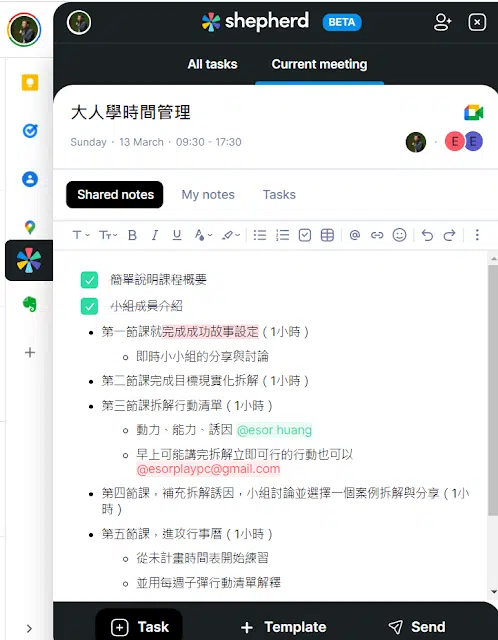 shepherd BETA
All tasks Current meeting
大人學時間管理
Sunday · 13 March · 09:30 - 17:30
E E
Shared notes My notes Tasks
簡單說明課程概要
小組成員介紹
第一節課就完成成功故事設定（1小時）
即時小小組的分享與討論
第二節課完成目標現實化拆解（1小時）
第三節課拆解行動清單（1小時）
動力、能力、誘因 @esor huang
早上可能講完拆解立即可行的行動也可以
@esorplaypc@gmail.com
第四節課，補充拆解誘因，小組討論並選擇一個案例拆解與分享（1小
時）
第五節課，進攻行事曆（1小時）
從未計畫時間表開始練習
並用每週子彈行動清單解釋
Task Template Send